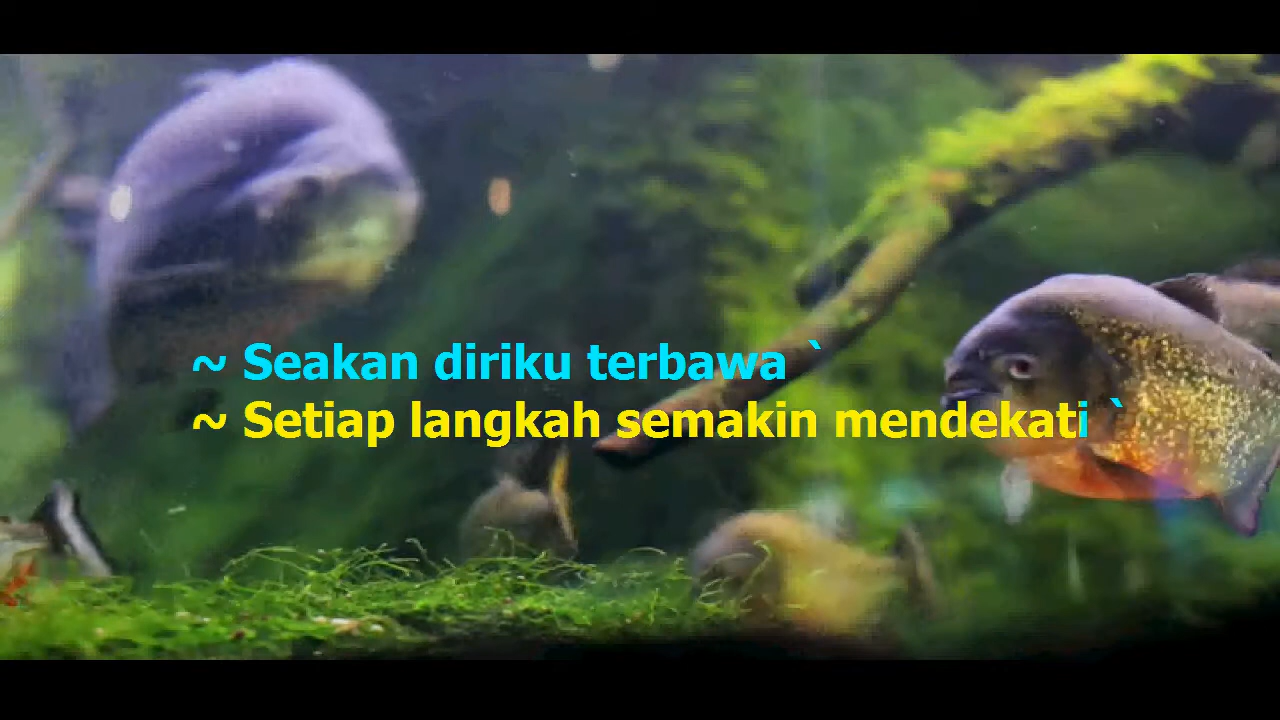 ~ Seakan diriku terbawa `
~ Setiap langkah semakin mendekati `